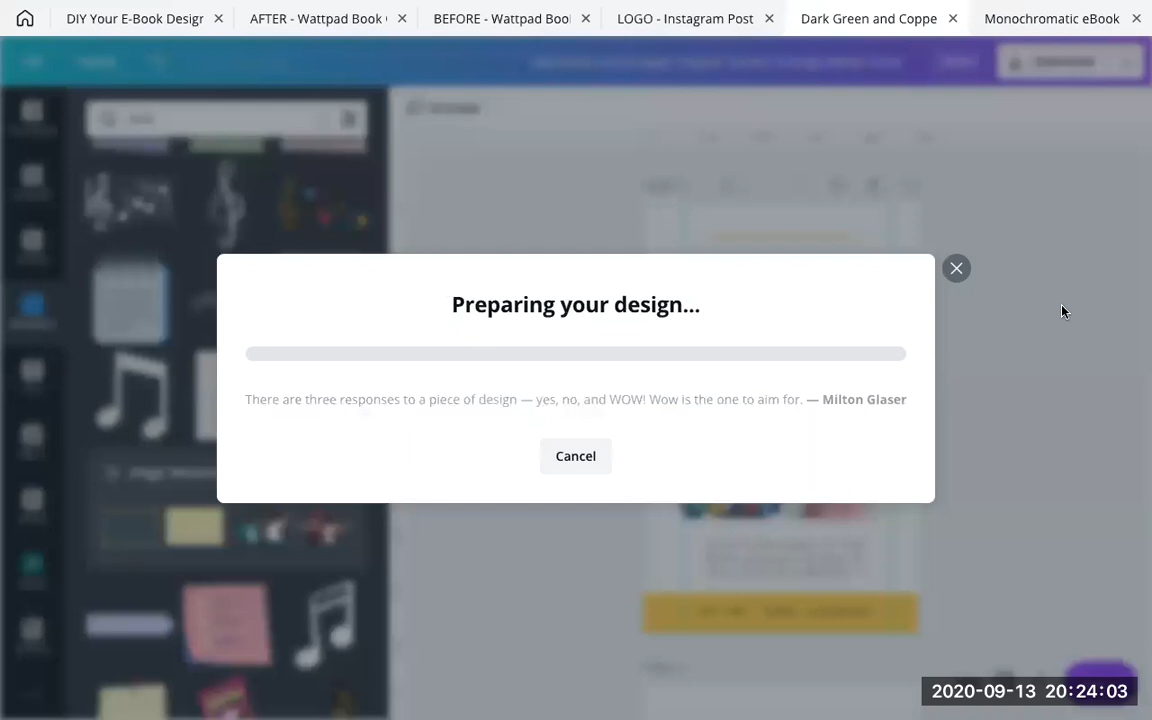 DIY Your E-Book Design
AFTER - Wattpad Book
BEFORE - Wattpad Boo
LOGO - Instagram Post
Dark Green and Coppe
Monochromatic eBook
Preparing your design...
There are three responses to a piece of design — yes, no, and WOW! Wow is the one to aim for. — Milton Glaser
Cancel
2020-09-13 20:24:03